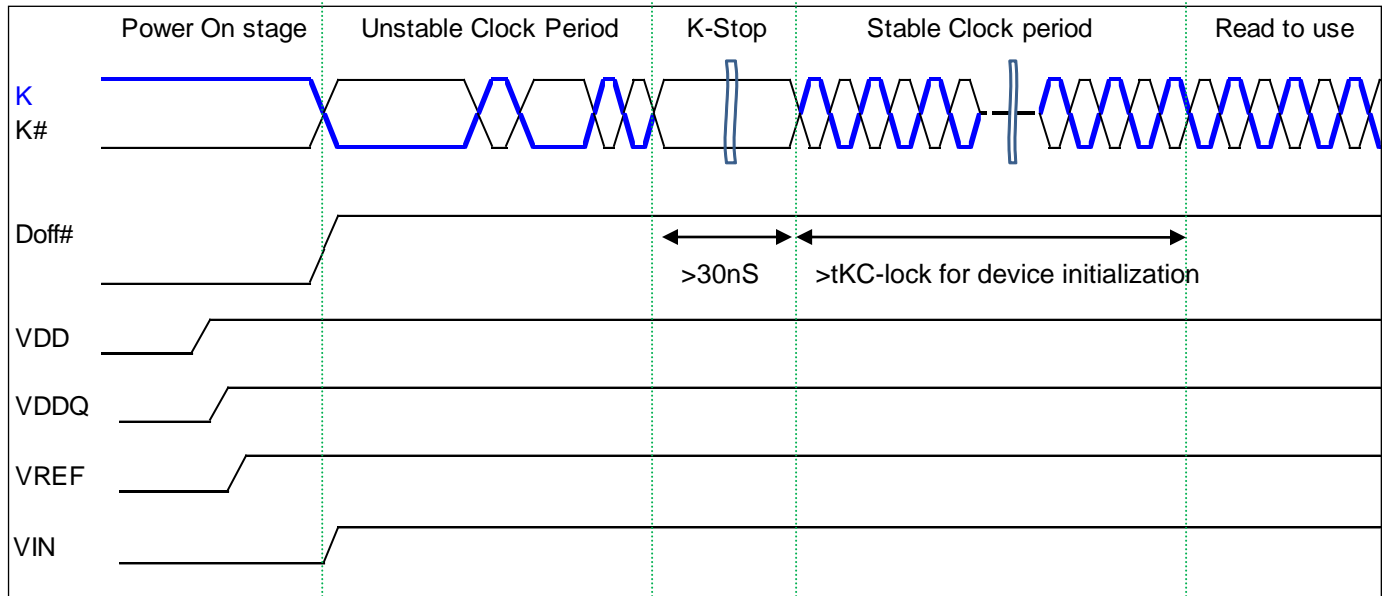 Power On stage Unstable Clock Period K-Stop Stable Clock period Read to use
K
K#
Doff#
>30nS >tKC-lock for device initialization
VDD
VDDQ
VREF
VIN